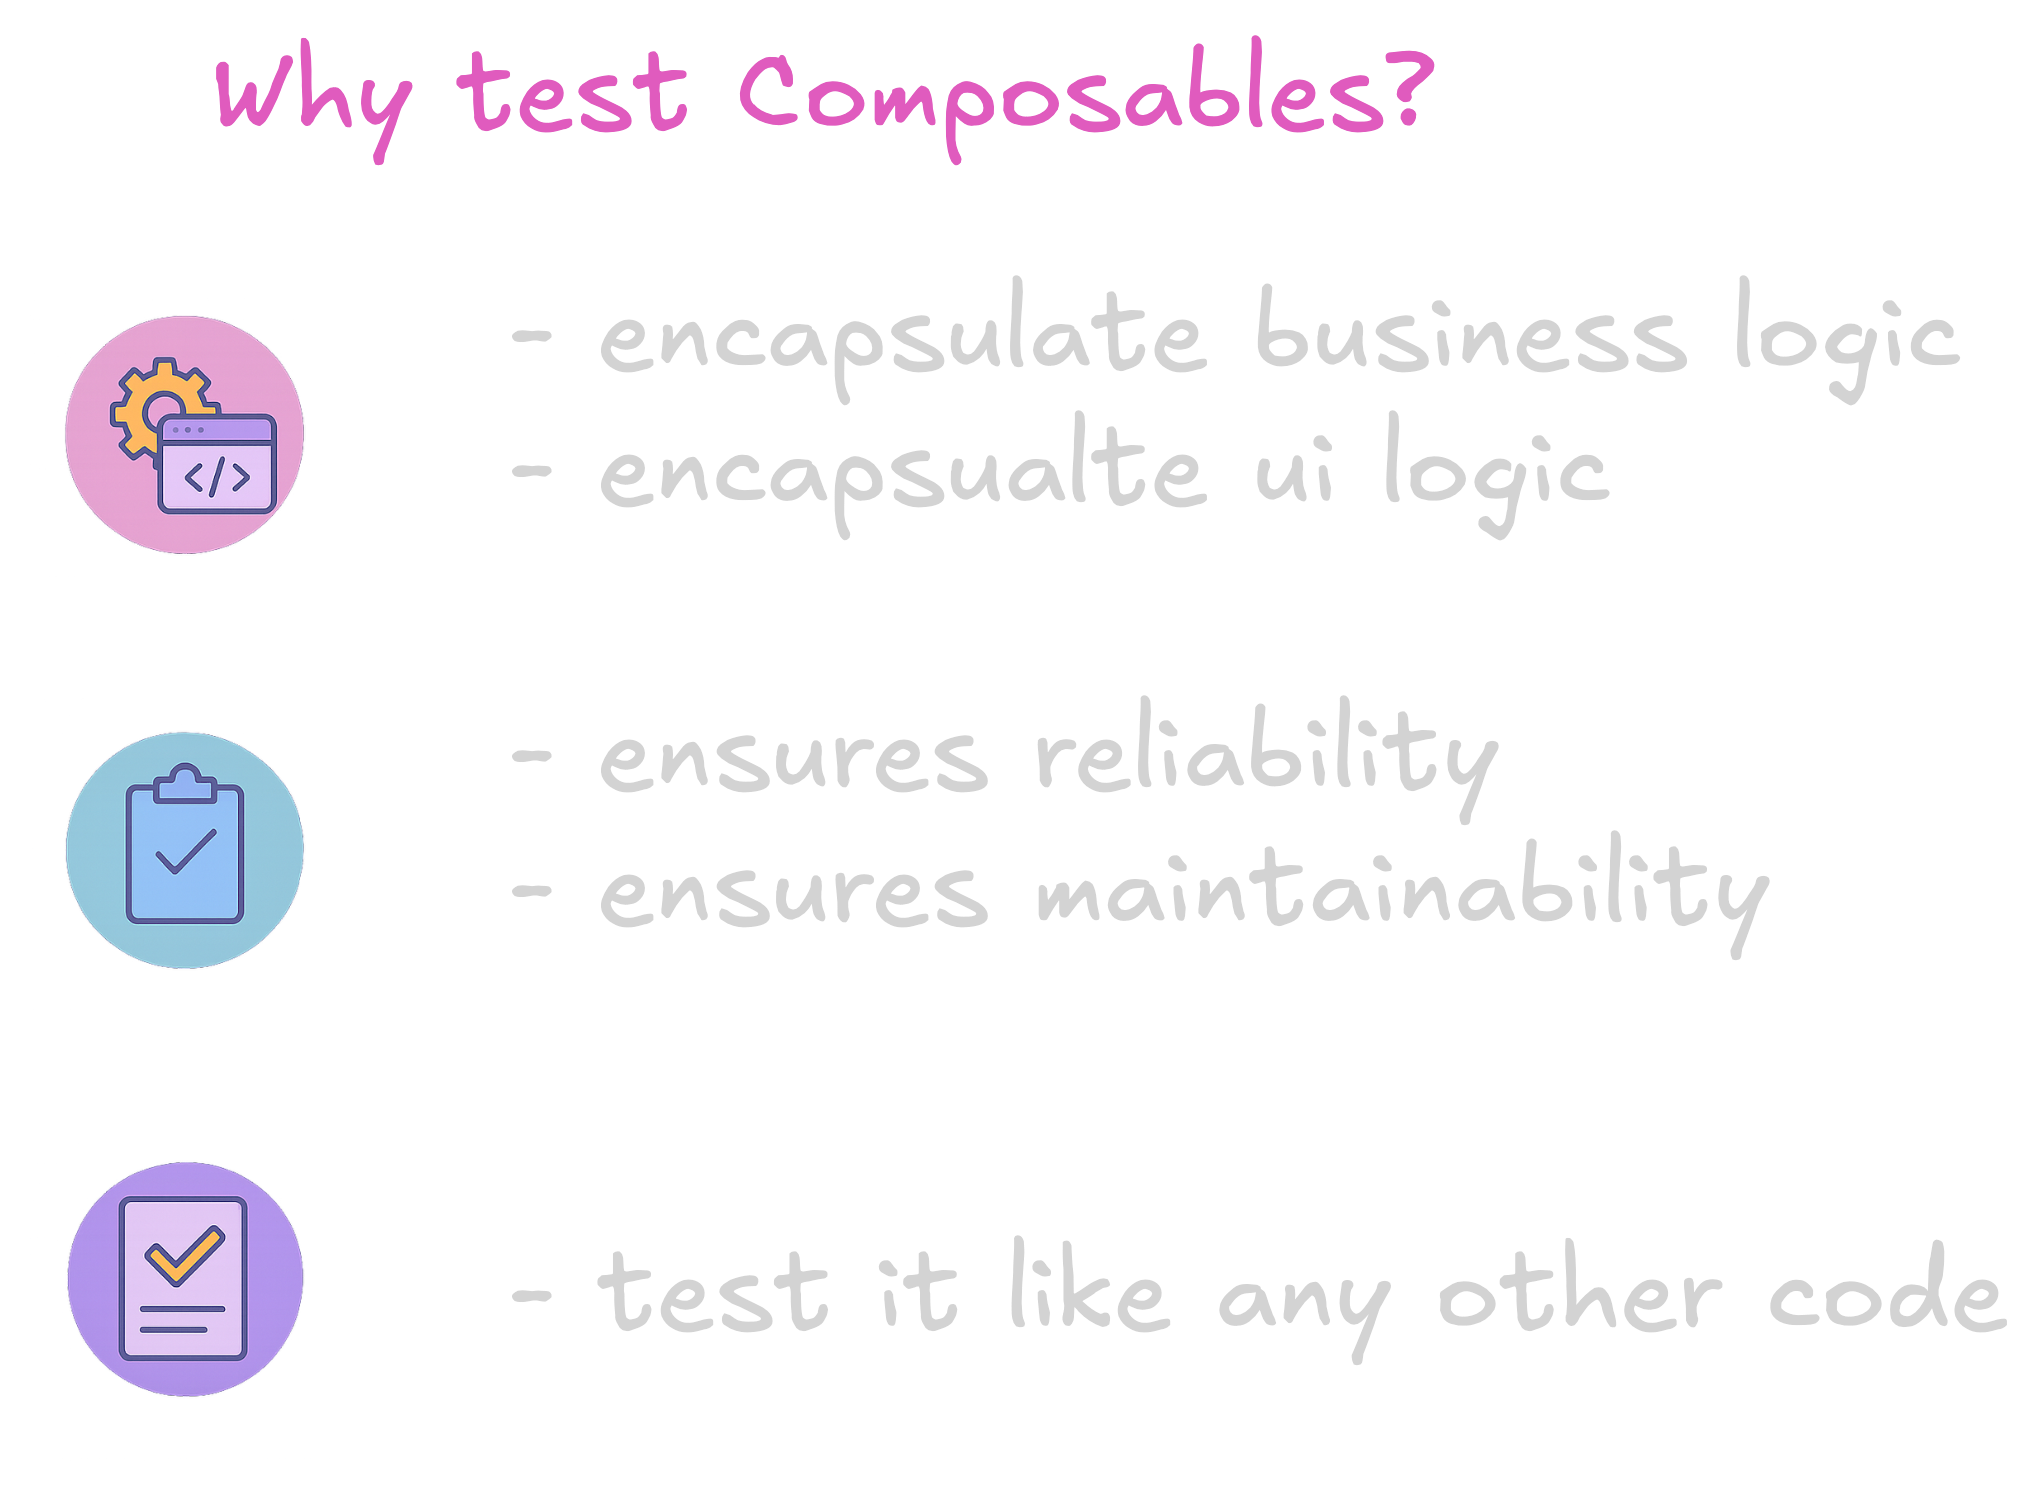 Why test Composables?
- encapsulate business logic
- encapsualte ui logic
- ensures reliability
- ensures maintainability
- test it like any other code